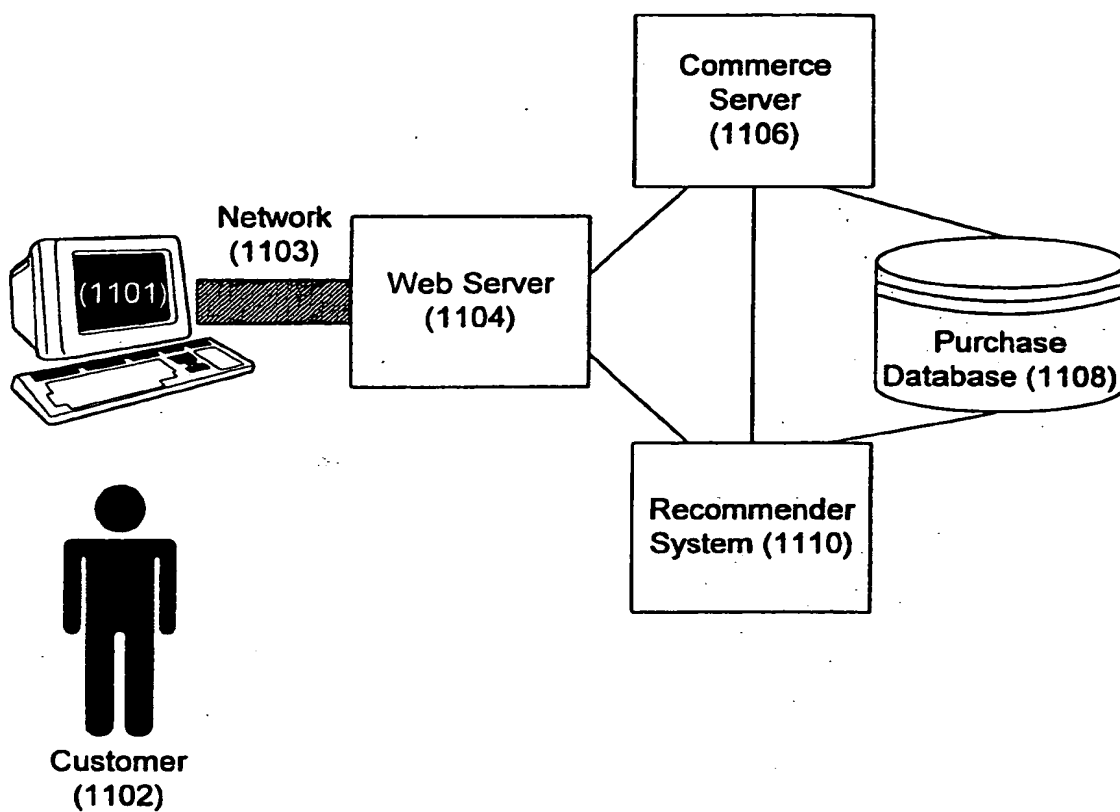 Commerce
Server
(1106)
Network
(1103)
(1101)
Web Server
(1104)
Purchase
Database (1108)
Recommender
System (1110)
Customer
(1102)